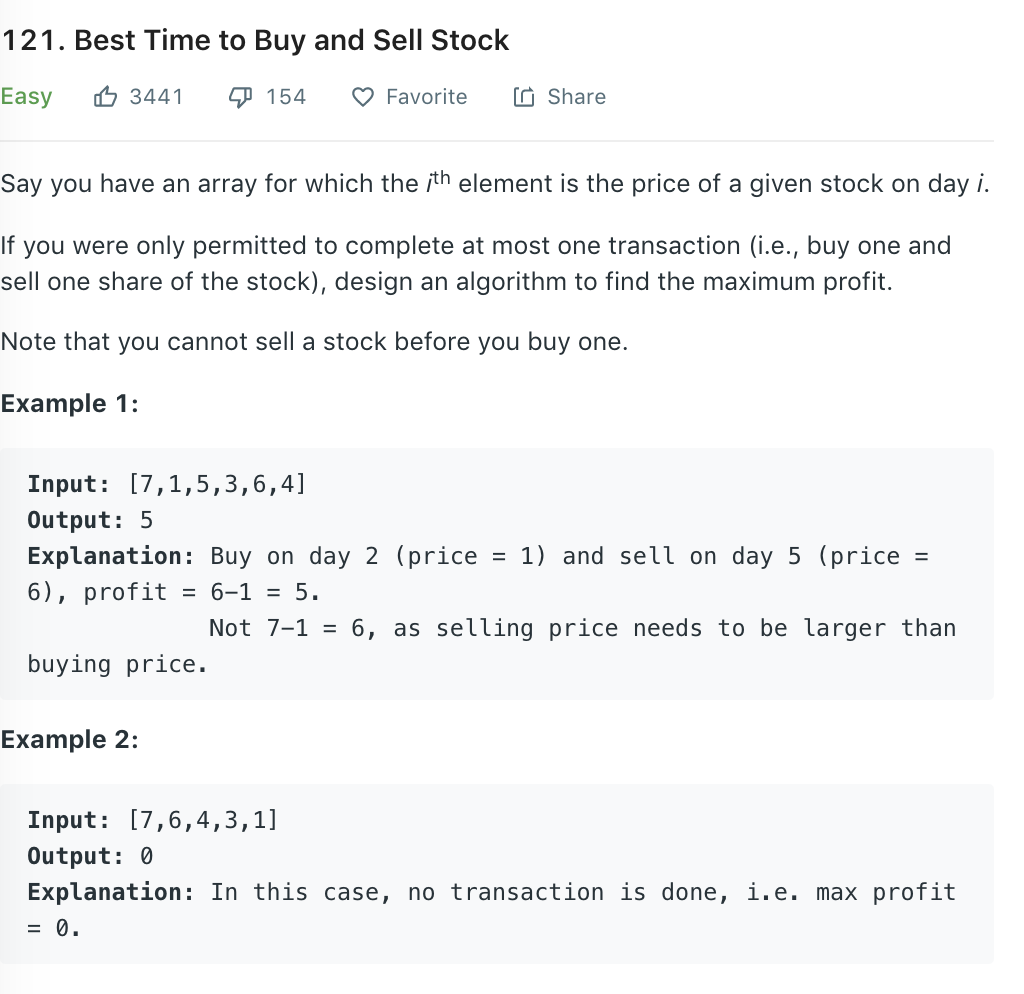 121. Best Time to Buy and Sell Stock
Easy 3441 154 Favorite Share
Say you have an array for which the ith element is the price of a given stock on day i.
If you were only permitted to complete at most one transaction (i.e., buy one and
sell one share of the stock), design an algorithm to find the maximum profit.
Note that you cannot sell a stock before you buy one.
Example 1:
Input: [7,1,5,3,6,4]
Output: 5
Explanation: Buy on day 2 (price = 1) and sell on day 5 (price =
6), profit = 6-1 = 5.
Not 7-1 = 6, as selling price needs to be larger than
buying price.
Example 2:
Input: [7,6,4,3,1]
Output: 0
Explanation: In this case, no transaction is done, i.e. max profit
= 0.